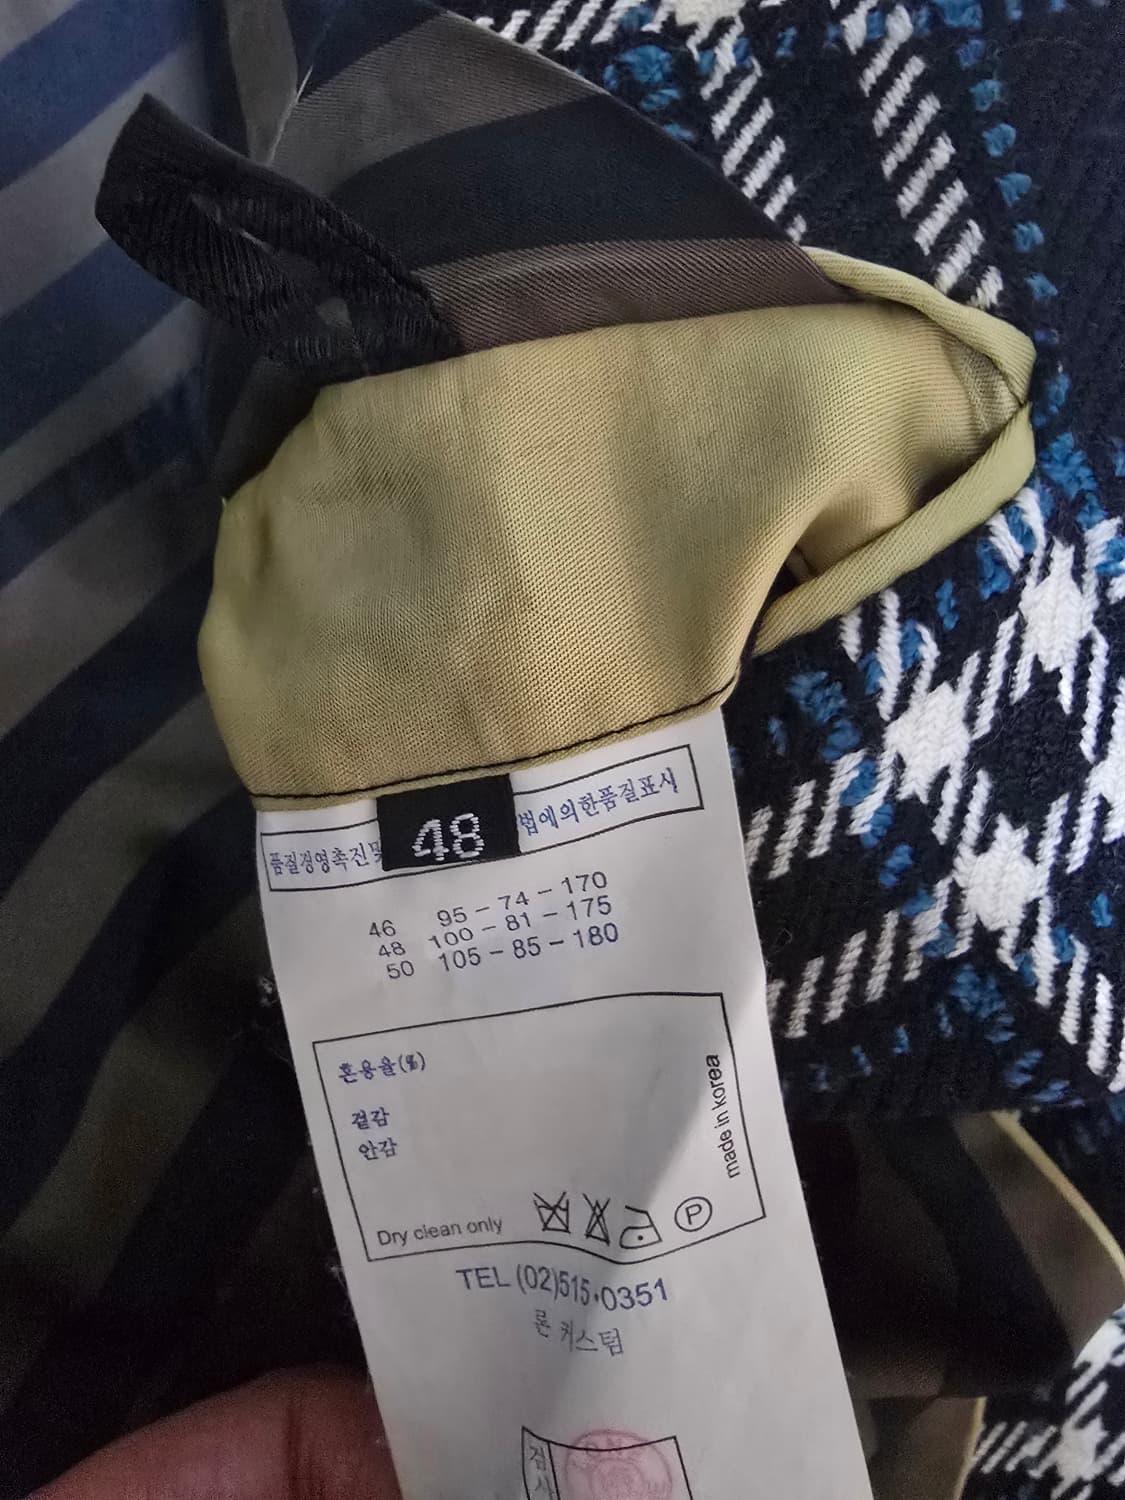 48
품질경영촉진및 법에의한품질표시
46 95-74-170
48 100-81-175
50 105-85-180
혼용율(%)
겉감
안감
made in korea
Dry clean only
P
TEL (02)515·0351
론 커스텀
검사